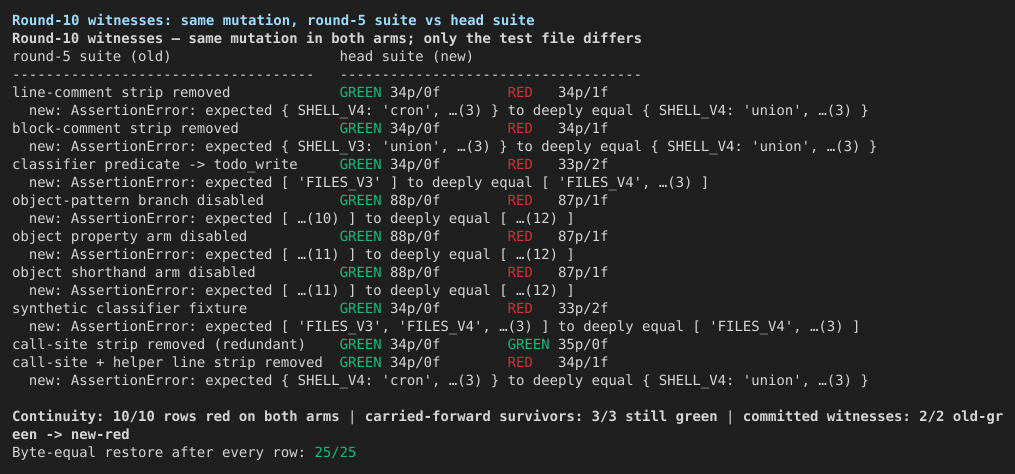 Round-10 witnesses: same mutation, round-5 suite vs head suite
Round-10 witnesses — same mutation in both arms; only the test file differs
round-5 suite (old) head suite (new)
------------------------------------ ------------------------------------
line-comment strip removed GREEN 34p/0f RED 34p/1f
new: AssertionError: expected { SHELL_V4: 'cron', …(3) } to deeply equal { SHELL_V4: 'union', …(3) }
block-comment strip removed GREEN 34p/0f RED 34p/1f
new: AssertionError: expected { SHELL_V3: 'union', …(3) } to deeply equal { SHELL_V4: 'union', …(3) }
classifier predicate -> todo_write GREEN 34p/0f RED 33p/2f
new: AssertionError: expected [ 'FILES_V3' ] to deeply equal [ 'FILES_V4', …(3) ]
object-pattern branch disabled GREEN 88p/0f RED 87p/1f
new: AssertionError: expected [ …(10) ] to deeply equal [ …(12) ]
object property arm disabled GREEN 88p/0f RED 87p/1f
new: AssertionError: expected [ …(11) ] to deeply equal [ …(12) ]
object shorthand arm disabled GREEN 88p/0f RED 87p/1f
new: AssertionError: expected [ …(11) ] to deeply equal [ …(12) ]
synthetic classifier fixture GREEN 34p/0f RED 33p/2f
new: AssertionError: expected [ 'FILES_V3', 'FILES_V4', …(3) ] to deeply equal [ 'FILES_V4', …(3) ]
call-site strip removed (redundant) GREEN 34p/0f GREEN 35p/0f
call-site + helper line strip removed GREEN 34p/0f RED 34p/1f
new: AssertionError: expected { SHELL_V4: 'cron', …(3) } to deeply equal { SHELL_V4: 'union', …(3) }
Continuity: 10/10 rows red on both arms | carried-forward survivors: 3/3 still green | committed witnesses: 2/2 old-gr
een -> new-red
Byte-equal restore after every row: 25/25